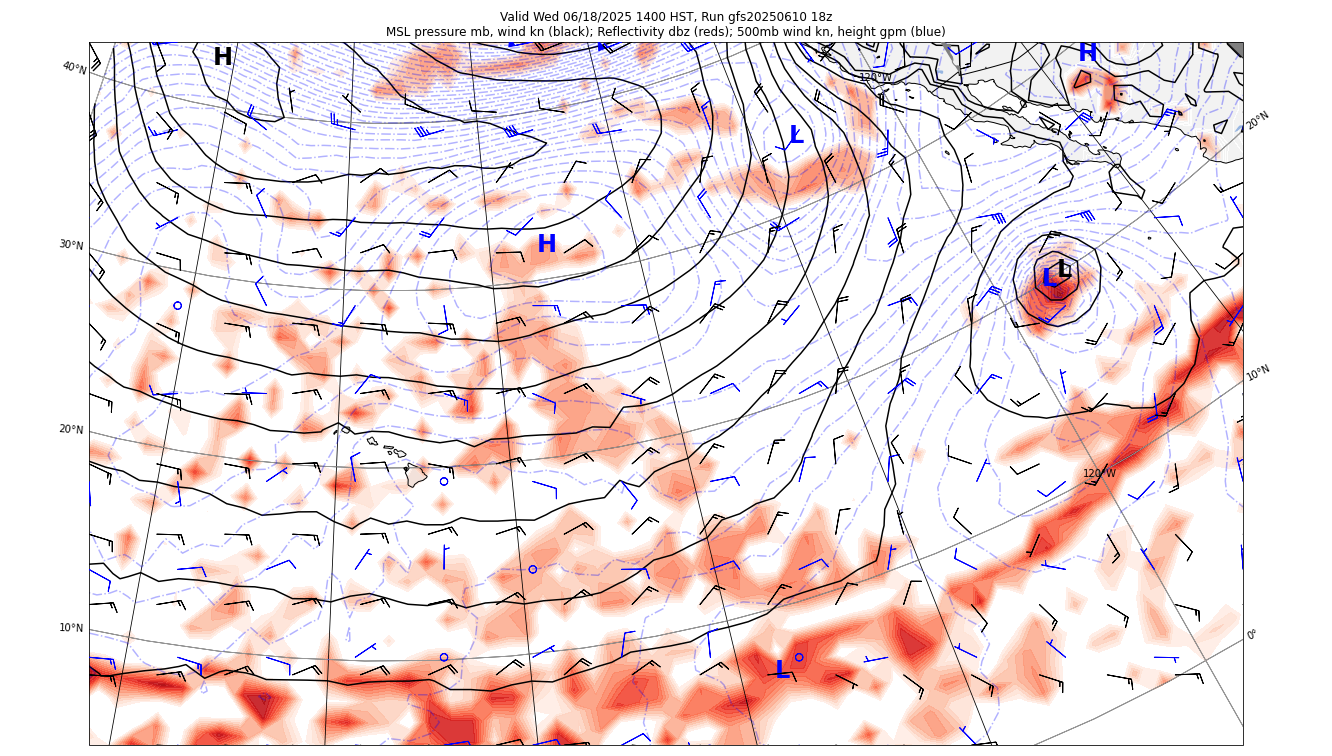 Valid Wed 06/18/2025 1400 HST, Run gfs20250610 18z
MSL pressure mb, wind kn (black); Reflectivity dbz (reds); 500mb wind kn, height gpm (blue)
H
H
40°N
120°W
20°N
L
30°N
H
L
L
10°N
20°N
120°W
10°N
0°
L